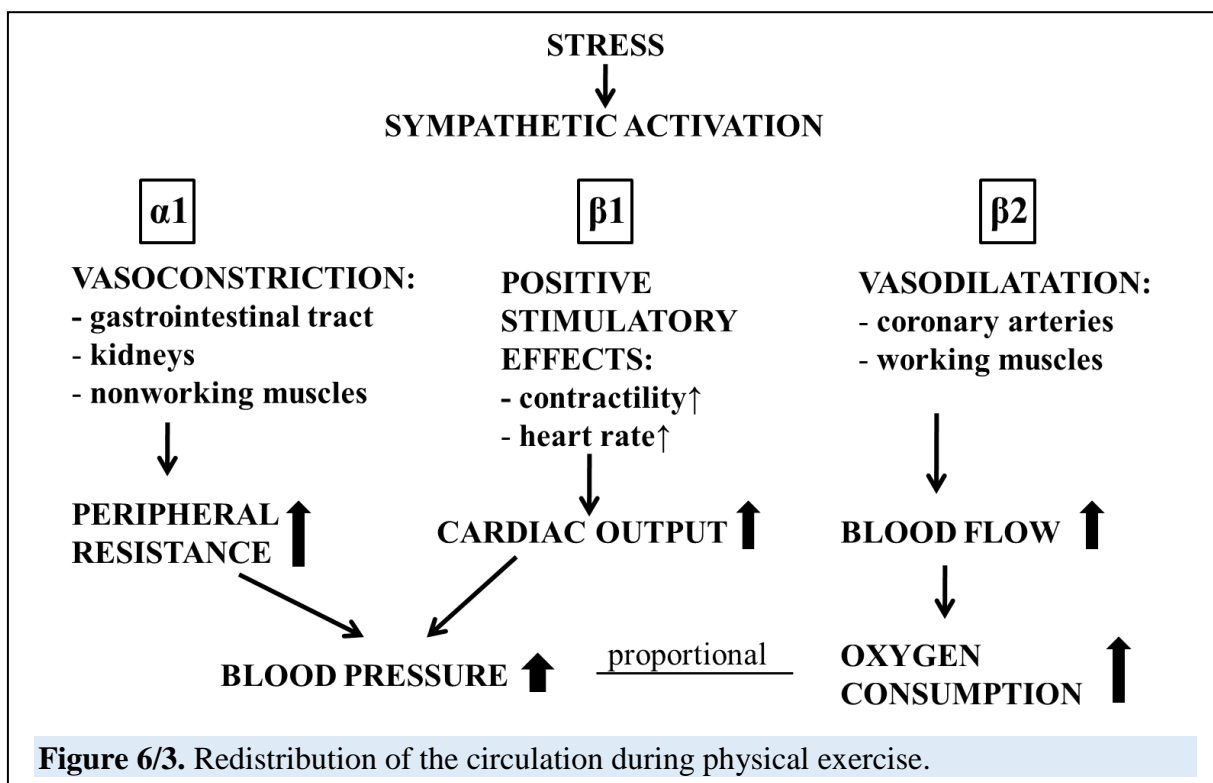 STRESS
SYMPATHETIC ACTIVATION
α1
VASOCONSTRICTION:
- gastrointestinal tract
- kidneys
- nonworking muscles
PERIPHERAL
RESISTANCE
β1
POSITIVE
STIMULATORY
EFFECTS:
- contractility↑
- heart rate↑
CARDIAC OUTPUT
β2
VASODILATATION:
- coronary arteries
- working muscles
BLOOD FLOW
BLOOD PRESSURE
proportional
OXYGEN
CONSUMPTION
Figure 6/3. Redistribution of the circulation during physical exercise.